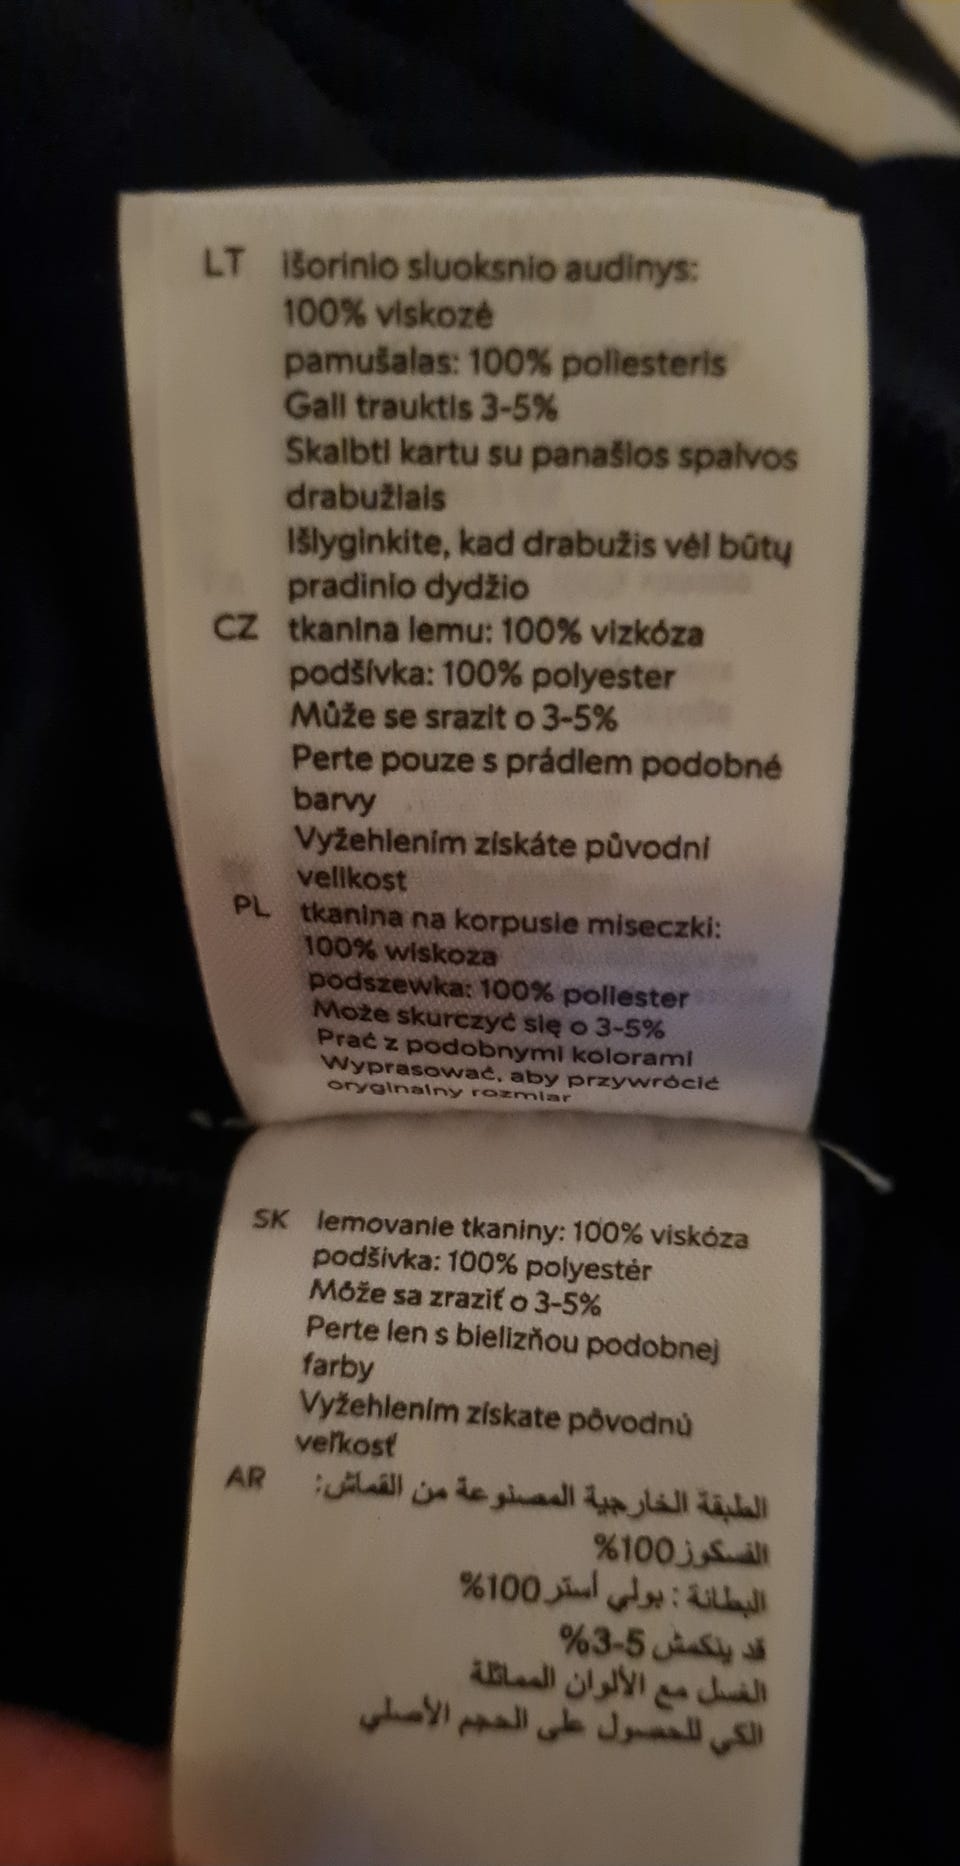 LT Išorinio sluoksnio audinys:
100% viskozė
pamušalas: 100% poliesteris
Gali trauktis 3-5%
Skalbti kartu su panašios spalvos
drabužiais
Išlyginkite, kad drabužis vėl būtų
pradinio dydžio
CZ tkanina lemu: 100% vizkóza
podšívka: 100% polyester
Může se srazit o 3-5%
Perte pouze s prádlem podobné
barvy
Vyžehlením získáte původní
velikost
PL tkanina na korpusie miseczki:
100% wiskoza
podszewka: 100% poliester
Może skurczyć się o 3-5%
Prać z podobnymi kolorami
Wyprasować, aby przywrócić
oryginalny rozmiar
SK lemovanie tkaniny: 100% viskóza
podšívka: 100% polyestér
Môže sa zraziť o 3-5%
Perte len s bielizňou podobnej
farby
Vyžehlením získate pôvodnú
veľkosť
AR الطبقة الخارجية المصنوعة من القماش:
الفسكوز 100%
البطانة : بولي أستر 100%
قد ينكمش 5-3%
الغسل مع الألوان المماثلة
الكي للحصول على الحجم الأصلي